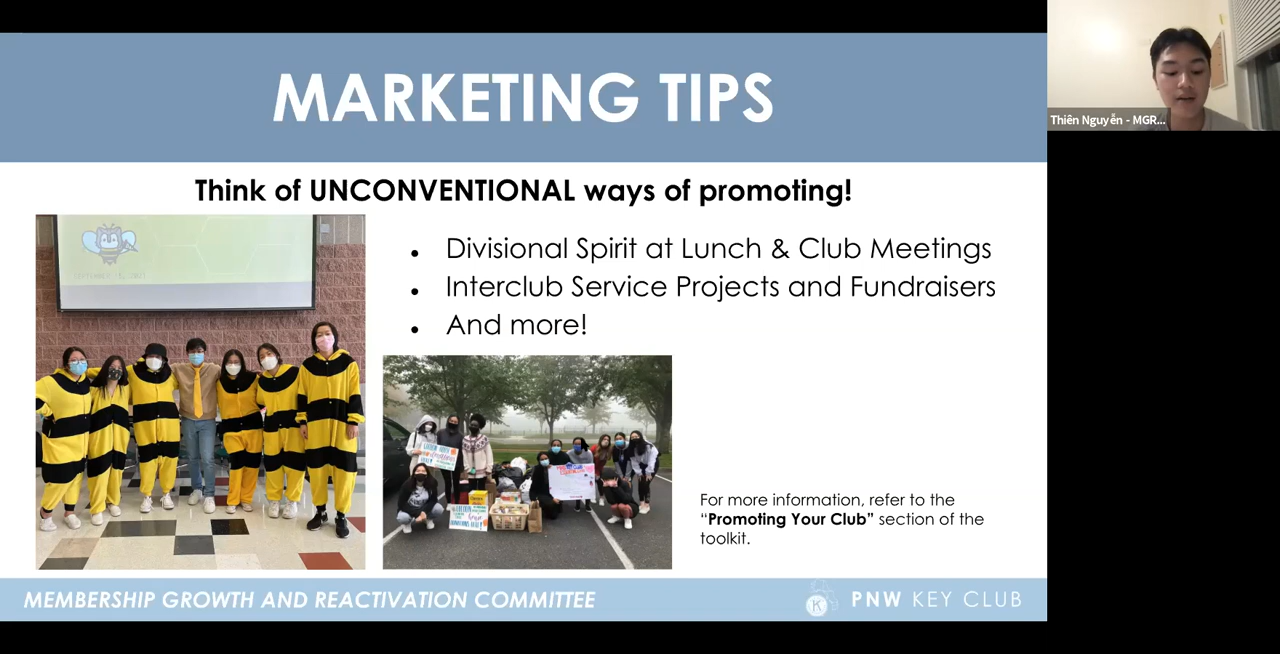 MARKETING TIPS
Think of UNCONVENTIONAL ways of promoting!
• Divisional Spirit at Lunch & Club Meetings
• Interclub Service Projects and Fundraisers
• And more!
For more information, refer to the
“Promoting Your Club” section of the
toolkit.
MEMBERSHIP GROWTH AND REACTIVATION COMMITTEE
K
PNW KEY CLUB
Thiên Nguyễn - MGR...